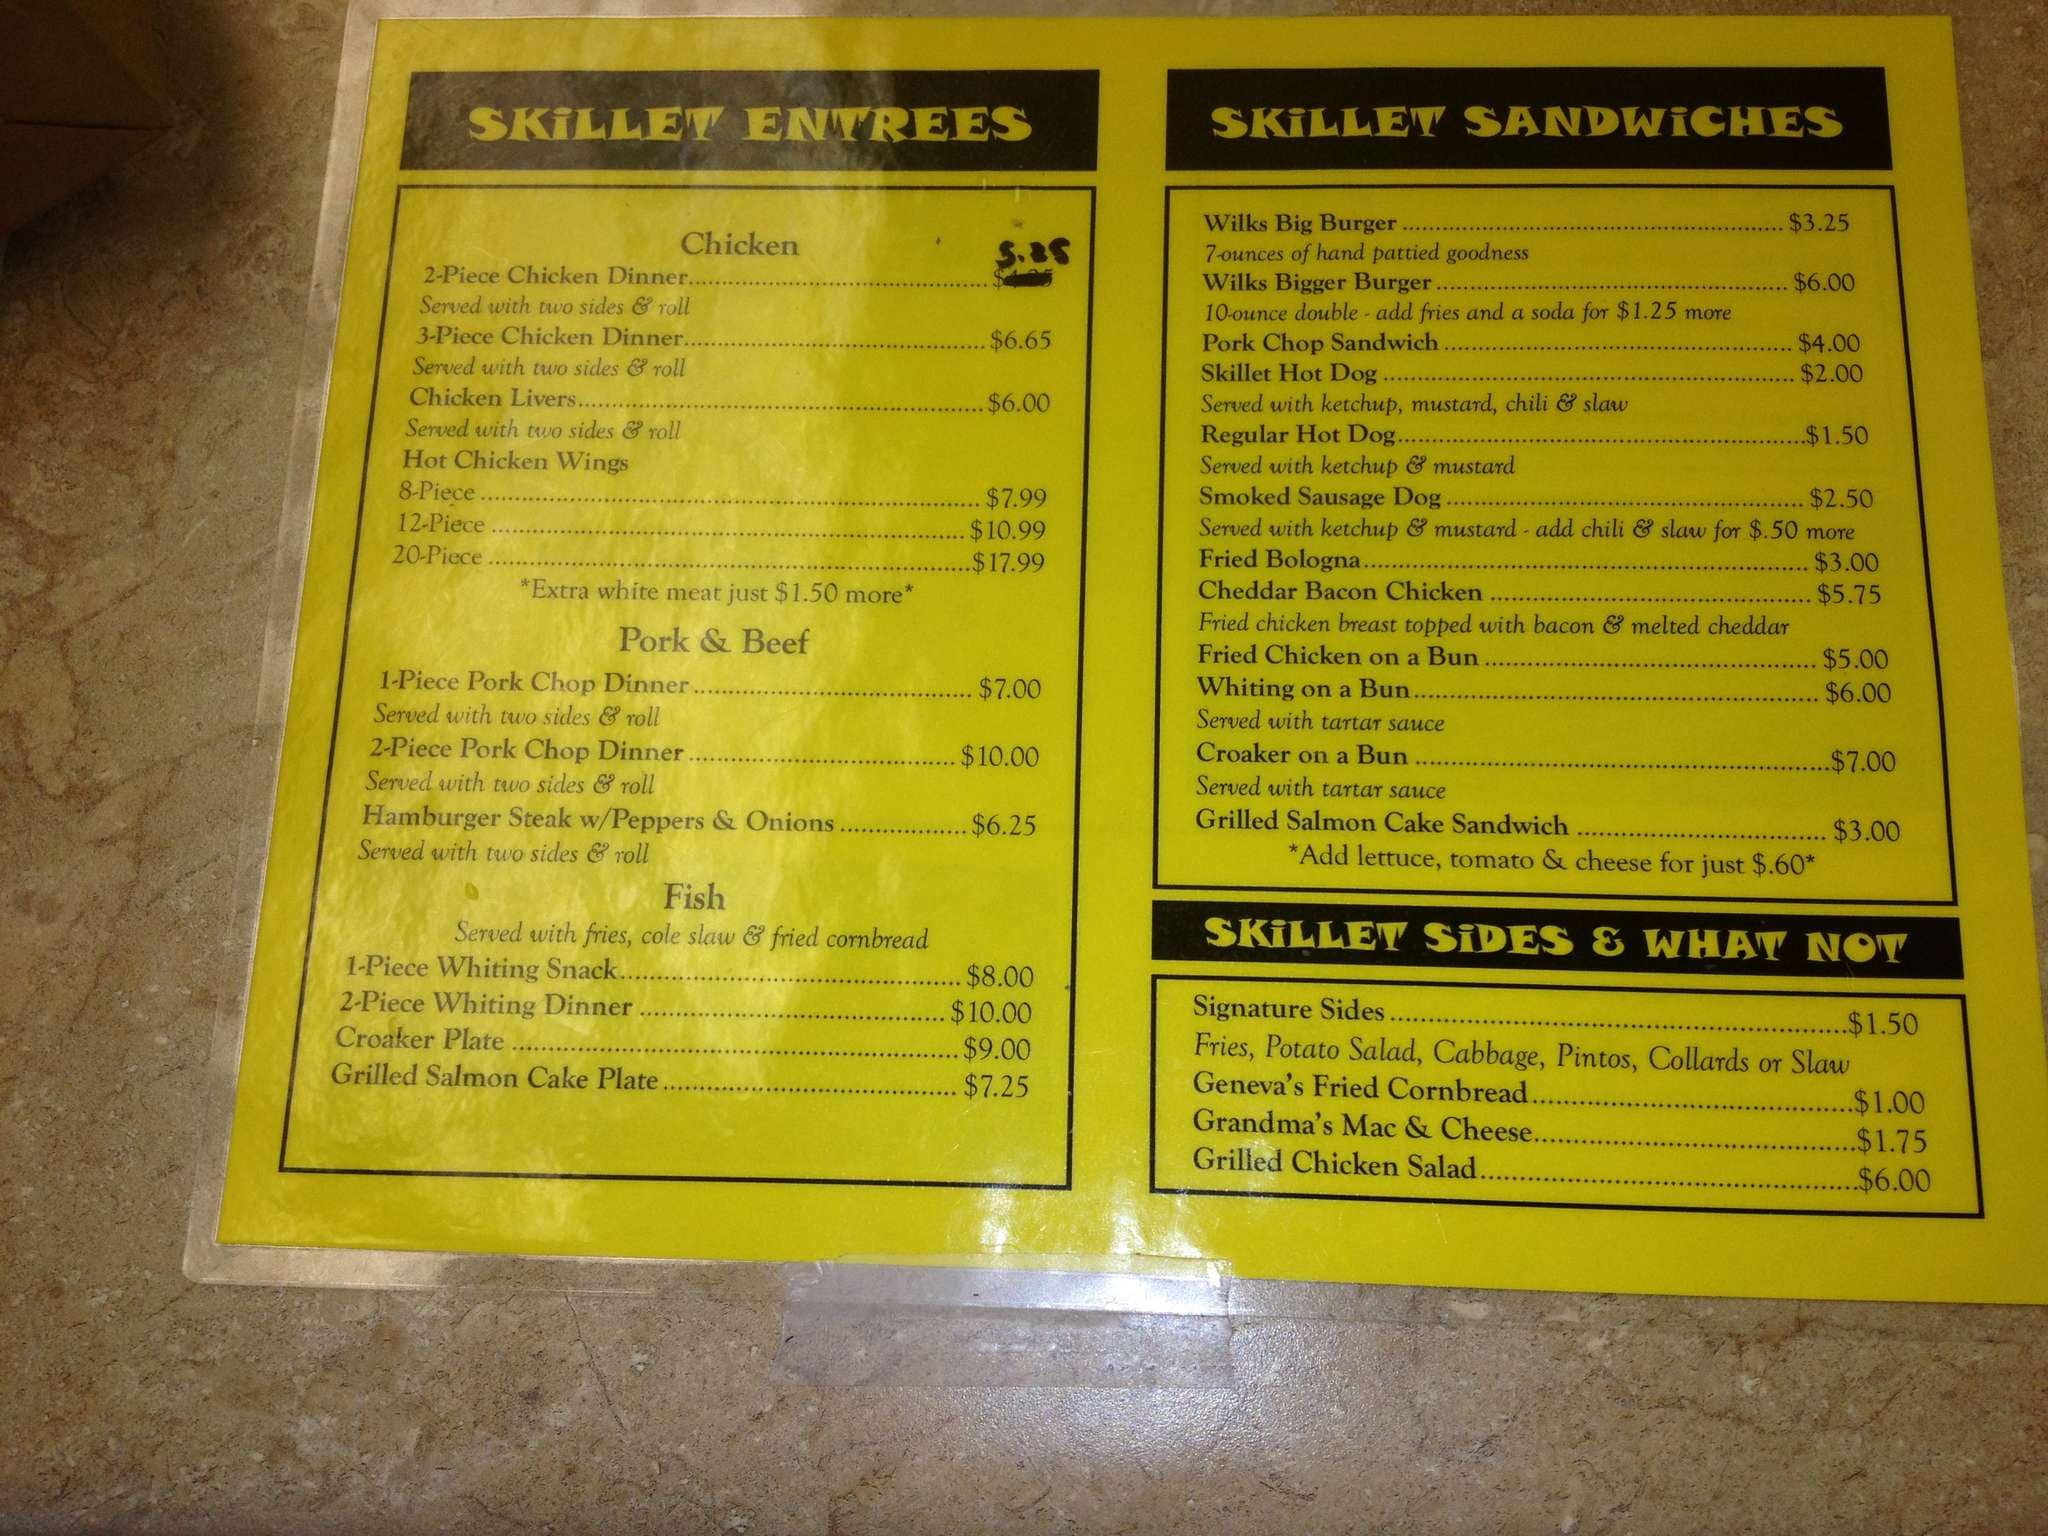 SKiLLET ENTREES
Chicken
5.25
2-Piece Chicken Dinner....................$4.25
Served with two sides & roll
3-Piece Chicken Dinner....................$6.65
Served with two sides & roll
Chicken Livers....................$6.00
Served with two sides & roll
Hot Chicken Wings
8-Piece ....................$7.99
12-Piece ....................$10.99
20-Piece ....................$17.99
*Extra white meat just $1.50 more*
Pork & Beef
1-Piece Pork Chop Dinner ....................$7.00
Served with two sides & roll
2-Piece Pork Chop Dinner ....................$10.00
Served with two sides & roll
Hamburger Steak w/Peppers & Onions ....................$6.25
Served with two sides & roll
Fish
Served with fries, cole slaw & fried cornbread
1-Piece Whiting Snack....................$8.00
2-Piece Whiting Dinner ....................$10.00
Croaker Plate ....................$9.00
Grilled Salmon Cake Plate....................$7.25
SKiLLET SANDWiCHES
Wilks Big Burger ....................$3.25
7-ounces of hand pattied goodness
Wilks Bigger Burger ....................$6.00
10-ounce double - add fries and a soda for $1.25 more
Pork Chop Sandwich ....................$4.00
Skillet Hot Dog ....................$2.00
Served with ketchup, mustard, chili & slaw
Regular Hot Dog....................$1.50
Served with ketchup & mustard
Smoked Sausage Dog ....................$2.50
Served with ketchup & mustard - add chili & slaw for $.50 more
Fried Bologna....................$3.00
Cheddar Bacon Chicken ....................$5.75
Fried chicken breast topped with bacon & melted cheddar
Fried Chicken on a Bun ....................$5.00
Whiting on a Bun....................$6.00
Served with tartar sauce
Croaker on a Bun ....................$7.00
Served with tartar sauce
Grilled Salmon Cake Sandwich ....................$3.00
*Add lettuce, tomato & cheese for just $.60*
SKiLLET SiDES & WHAT NOT
Signature Sides ....................$1.50
Fries, Potato Salad, Cabbage, Pintos, Collards or Slaw
Geneva's Fried Cornbread....................$1.00
Grandma's Mac & Cheese....................$1.75
Grilled Chicken Salad....................$6.00